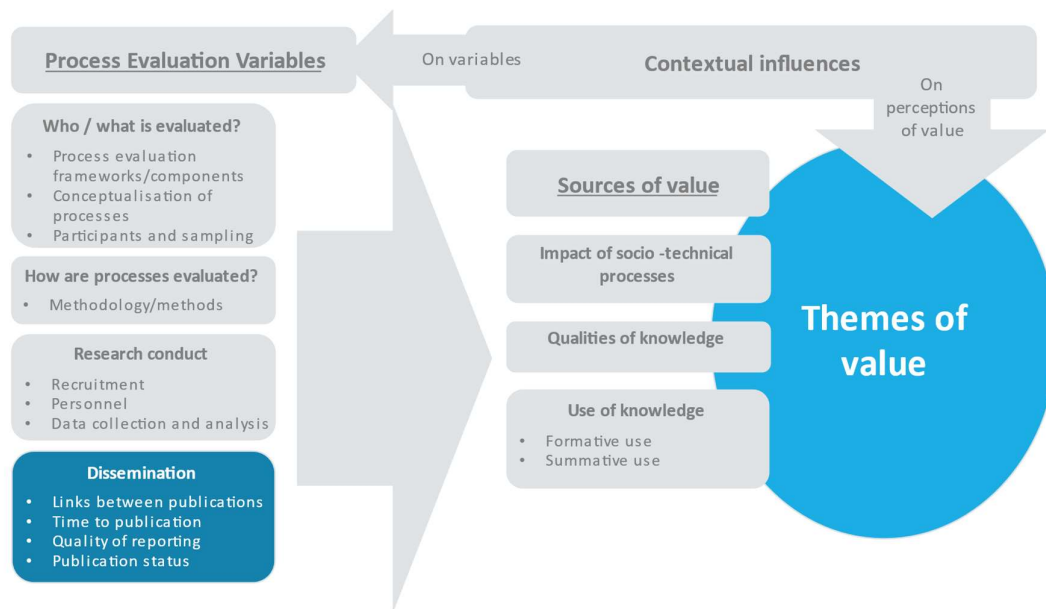 Process Evaluation Variables
On variables
Contextual influences
On
perceptions
of value
Who / what is evaluated?
• Process evaluation
frameworks/components
• Conceptualisation of
processes
• Participants and sampling
How are processes evaluated?
• Methodology/methods
Research conduct
• Recruitment
• Personnel
• Data collection and analysis
Dissemination
• Links between publications
• Time to publication
• Quality of reporting
• Publication status
Sources of value
Impact of socio -technical
processes
Qualities of knowledge
Use of knowledge
• Formative use
• Summative use
Themes of
value